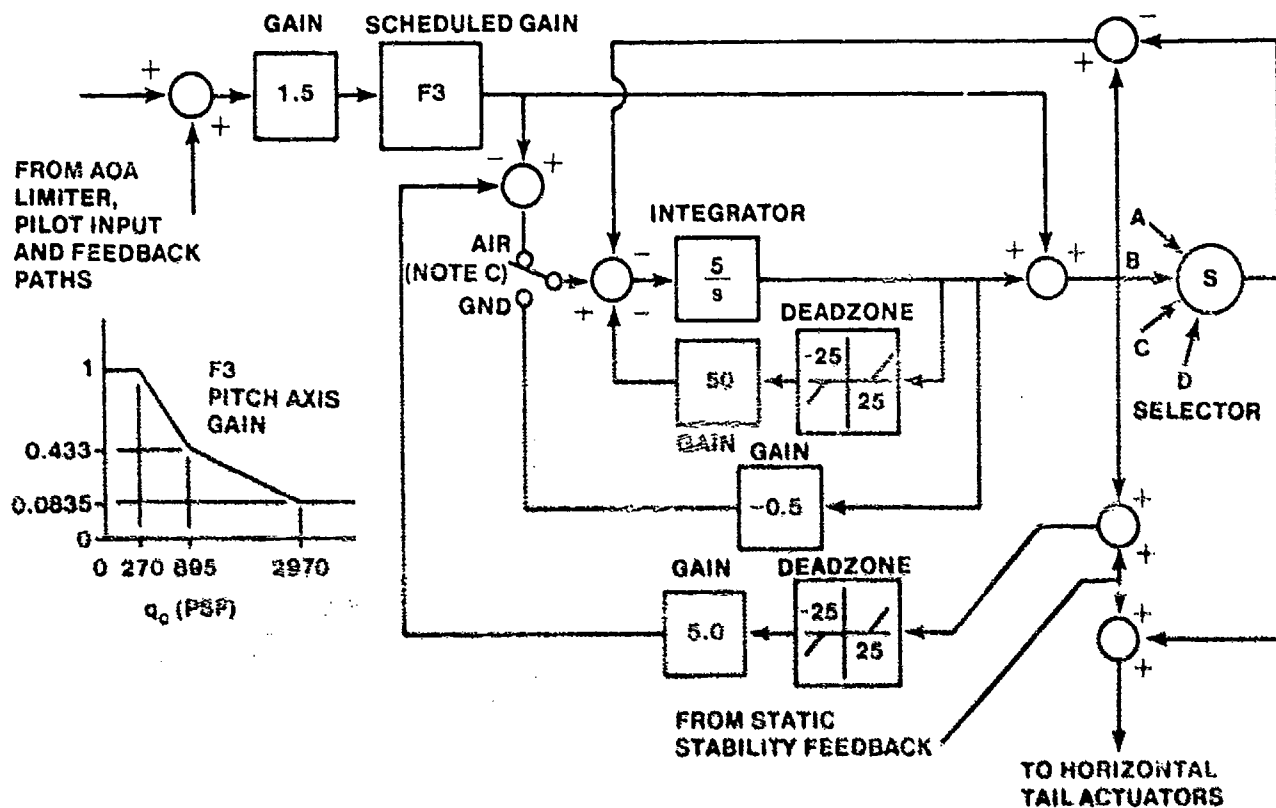 GAIN
SCHEDULED GAIN
+
1.5
F3
+
-
+
FROM AOA
LIMITER,
PILOT INPUT
AND FEEDBACK
PATHS
-
+
AIR
(NOTE C)
GND
+
-
-
INTEGRATOR
5
s
+
+
A
B
C
D
S
SELECTOR
DEADZONE
-25
25
50
GAIN
GAIN
-0.5
F3
PITCH AXIS
GAIN
1
0.433
0.0835
0
0
270
895
2970
qc (PSF)
GAIN
5.0
DEADZONE
-25
25
+
+
+
+
FROM STATIC
STABILITY FEEDBACK
TO HORIZONTAL
TAIL ACTUATORS